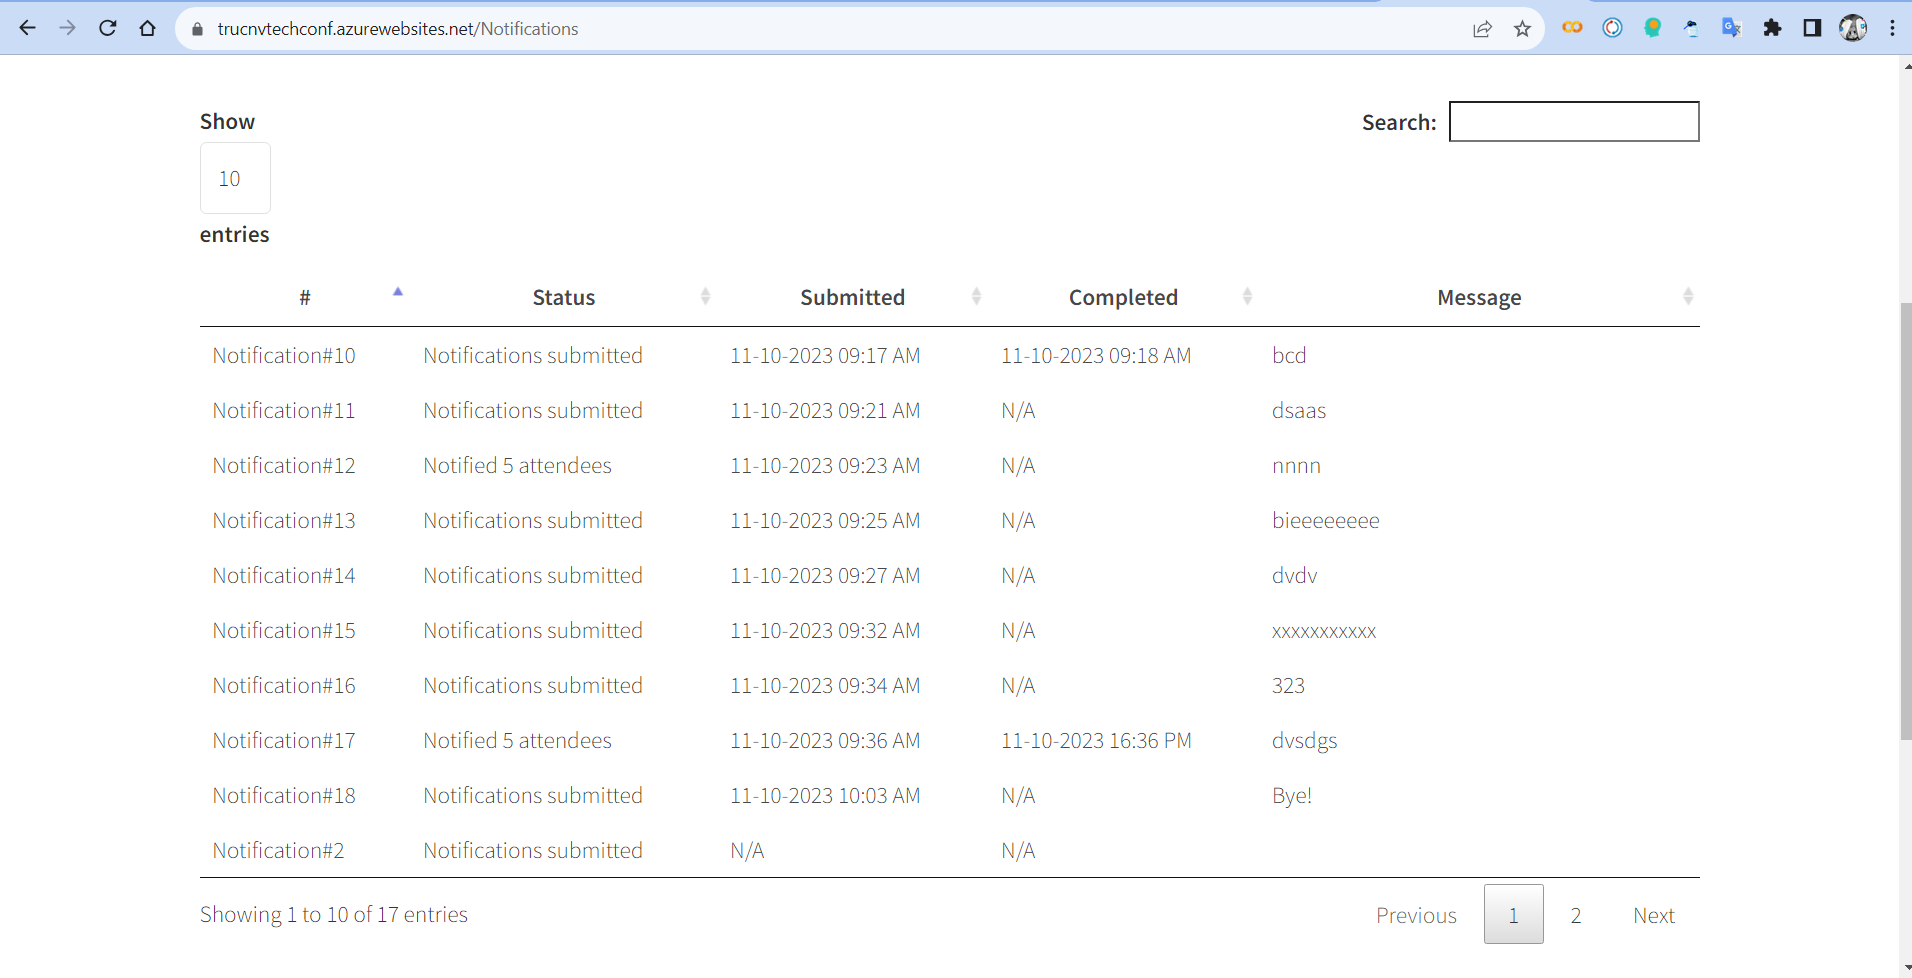 trucnvtechconf.azurewebsites.net/Notifications
Show
10
entries
Search:
# Status Submitted Completed Message
Notification#10 Notifications submitted 11-10-2023 09:17 AM 11-10-2023 09:18 AM bcd
Notification#11 Notifications submitted 11-10-2023 09:21 AM N/A dsaas
Notification#12 Notified 5 attendees 11-10-2023 09:23 AM N/A nnnn
Notification#13 Notifications submitted 11-10-2023 09:25 AM N/A bieeeeeeee
Notification#14 Notifications submitted 11-10-2023 09:27 AM N/A dvdv
Notification#15 Notifications submitted 11-10-2023 09:32 AM N/A xxxxxxxxxxx
Notification#16 Notifications submitted 11-10-2023 09:34 AM N/A 323
Notification#17 Notified 5 attendees 11-10-2023 09:36 AM 11-10-2023 16:36 PM dvsdgs
Notification#18 Notifications submitted 11-10-2023 10:03 AM N/A Bye!
Notification#2 Notifications submitted N/A N/A
Showing 1 to 10 of 17 entries
Previous 1 2 Next